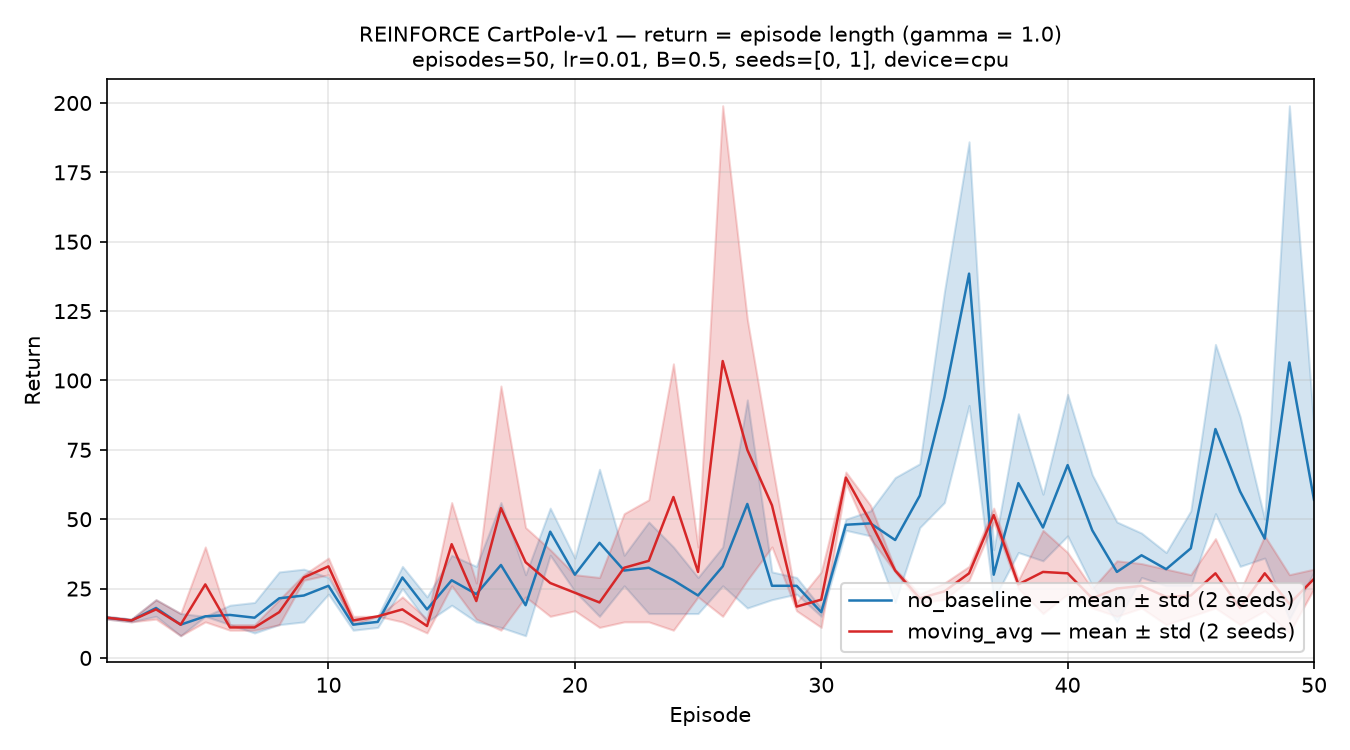 REINFORCE CartPole-v1 — return = episode length (gamma = 1.0)
episodes=50, lr=0.01, B=0.5, seeds=[0, 1], device=cpu
Return
200
175
150
125
100
75
50
25
0
no_baseline — mean ± std (2 seeds)
moving_avg — mean ± std (2 seeds)
10
20
30
40
50
Episode